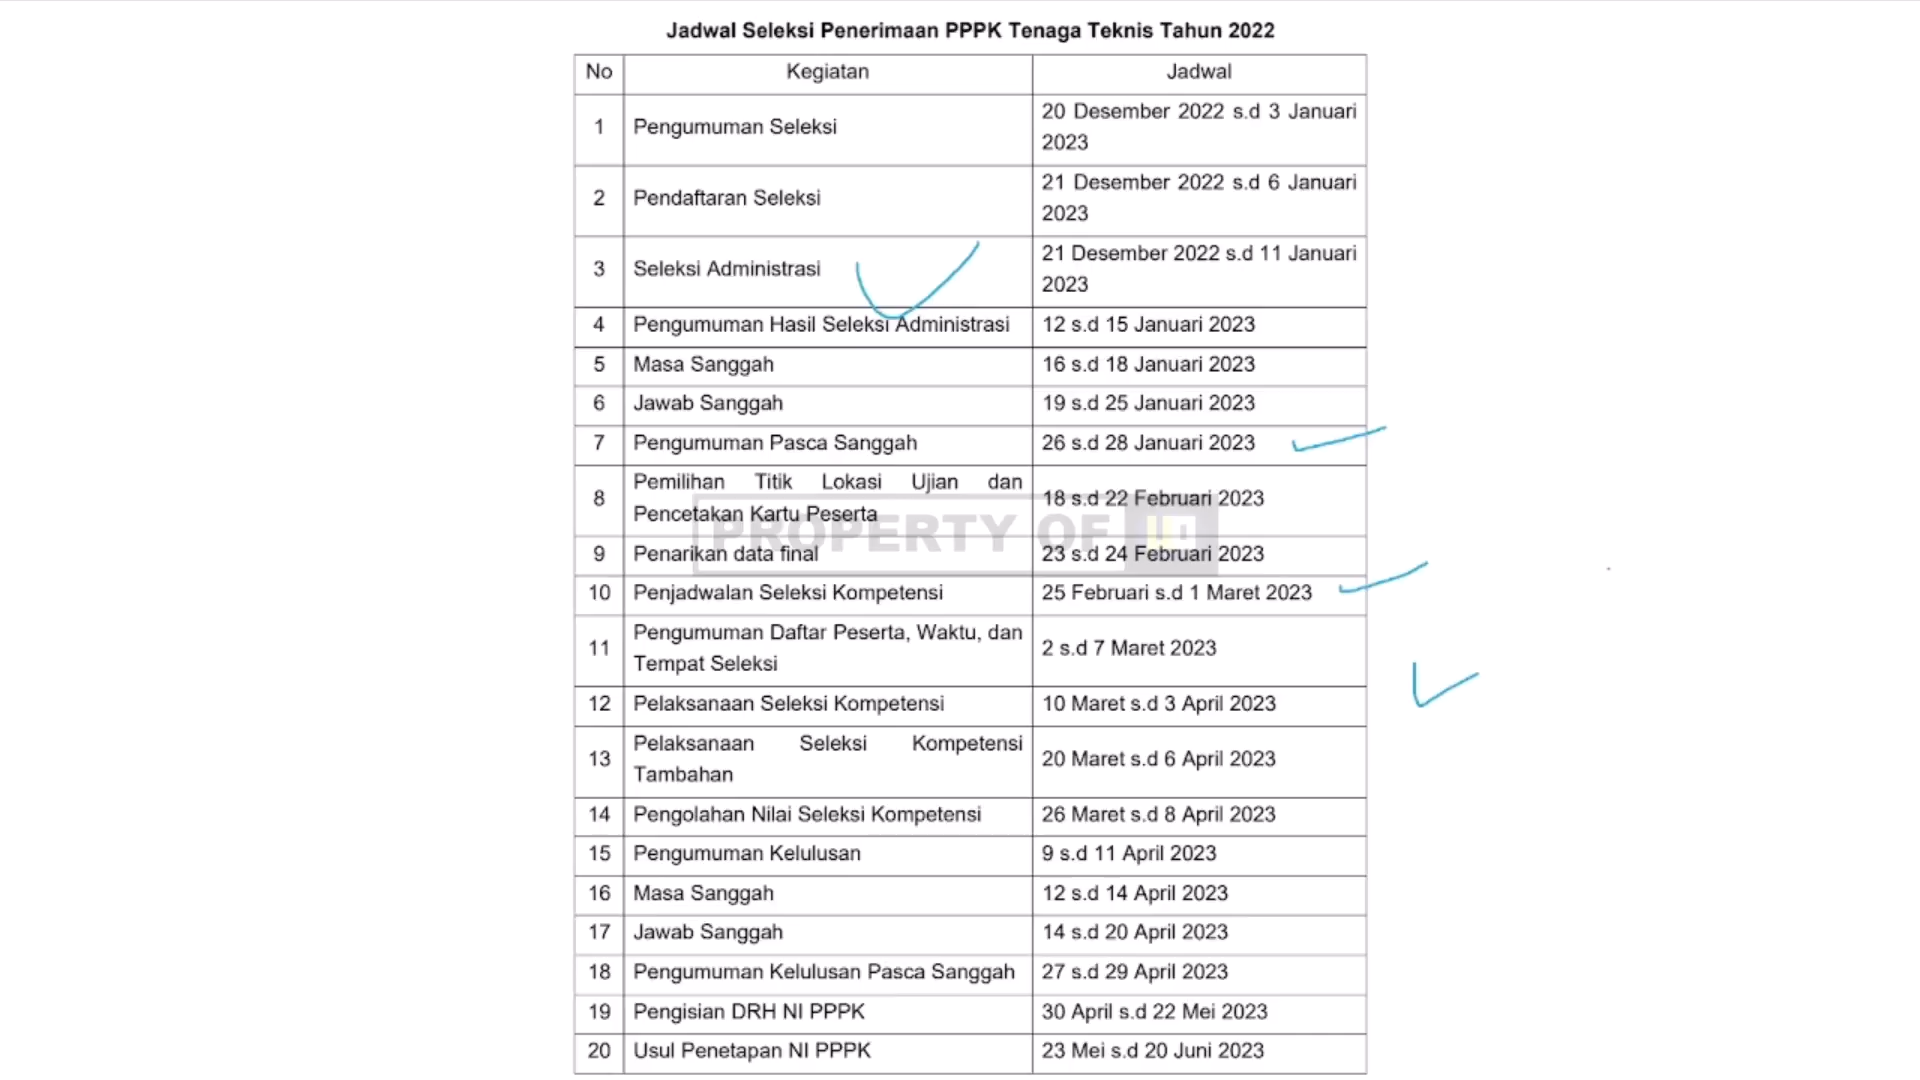 Jadwal Seleksi Penerimaan PPPK Tenaga Teknis Tahun 2022
No Kegiatan Jadwal
1 Pengumuman Seleksi 20 Desember 2022 s.d 3 Januari
2023
2 Pendaftaran Seleksi 21 Desember 2022 s.d 6 Januari
2023
3 Seleksi Administrasi 21 Desember 2022 s.d 11 Januari
2023
4 Pengumuman Hasil Seleksi Administrasi 12 s.d 15 Januari 2023
5 Masa Sanggah 16 s.d 18 Januari 2023
6 Jawab Sanggah 19 s.d 25 Januari 2023
7 Pengumuman Pasca Sanggah 26 s.d 28 Januari 2023
8 Pemilihan Titik Lokasi Ujian dan
Pencetakan Kartu Peserta 18 s.d 22 Februari 2023
PROPERTY OF
9 Penarikan data final 23 s.d 24 Februari 2023
10 Penjadwalan Seleksi Kompetensi 25 Februari s.d 1 Maret 2023
11 Pengumuman Daftar Peserta, Waktu, dan
Tempat Seleksi 2 s.d 7 Maret 2023
12 Pelaksanaan Seleksi Kompetensi 10 Maret s.d 3 April 2023
13 Pelaksanaan Seleksi Kompetensi
Tambahan 20 Maret s.d 6 April 2023
14 Pengolahan Nilai Seleksi Kompetensi 26 Maret s.d 8 April 2023
15 Pengumuman Kelulusan 9 s.d 11 April 2023
16 Masa Sanggah 12 s.d 14 April 2023
17 Jawab Sanggah 14 s.d 20 April 2023
18 Pengumuman Kelulusan Pasca Sanggah 27 s.d 29 April 2023
19 Pengisian DRH NI PPPK 30 April s.d 22 Mei 2023
20 Usul Penetapan NI PPPK 23 Mei s.d 20 Juni 2023